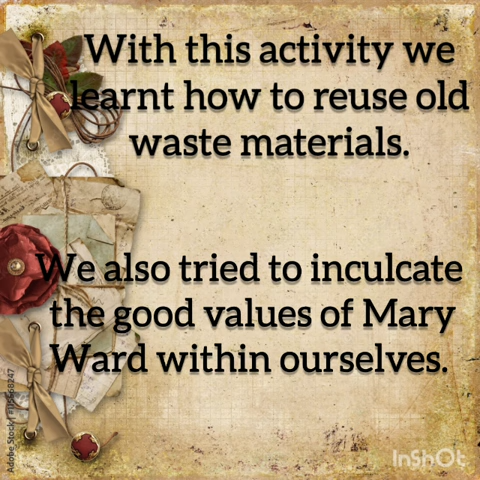 With this activity we
learnt how to reuse old
waste materials.
We also tried to inculcate
the good values of Mary
Ward within ourselves.
InShOt